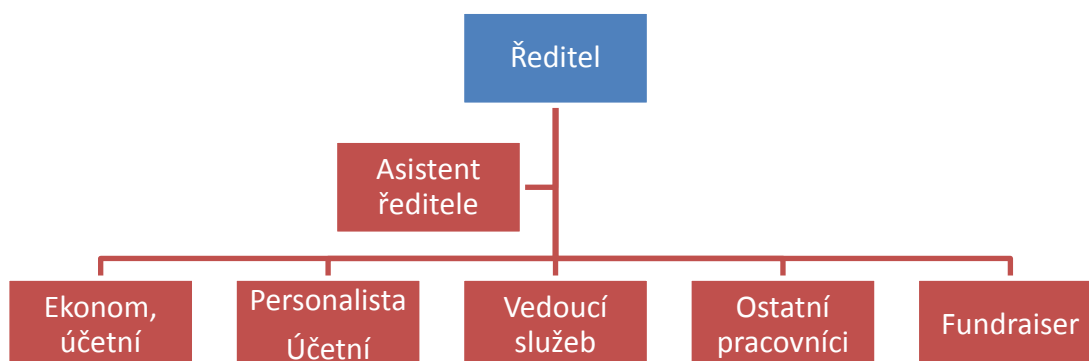 Ředitel
Asistent
ředitele
Ekonom,
účetní
Personalista
Účetní
Vedoucí
služeb
Ostatní
pracovníci
Fundraiser